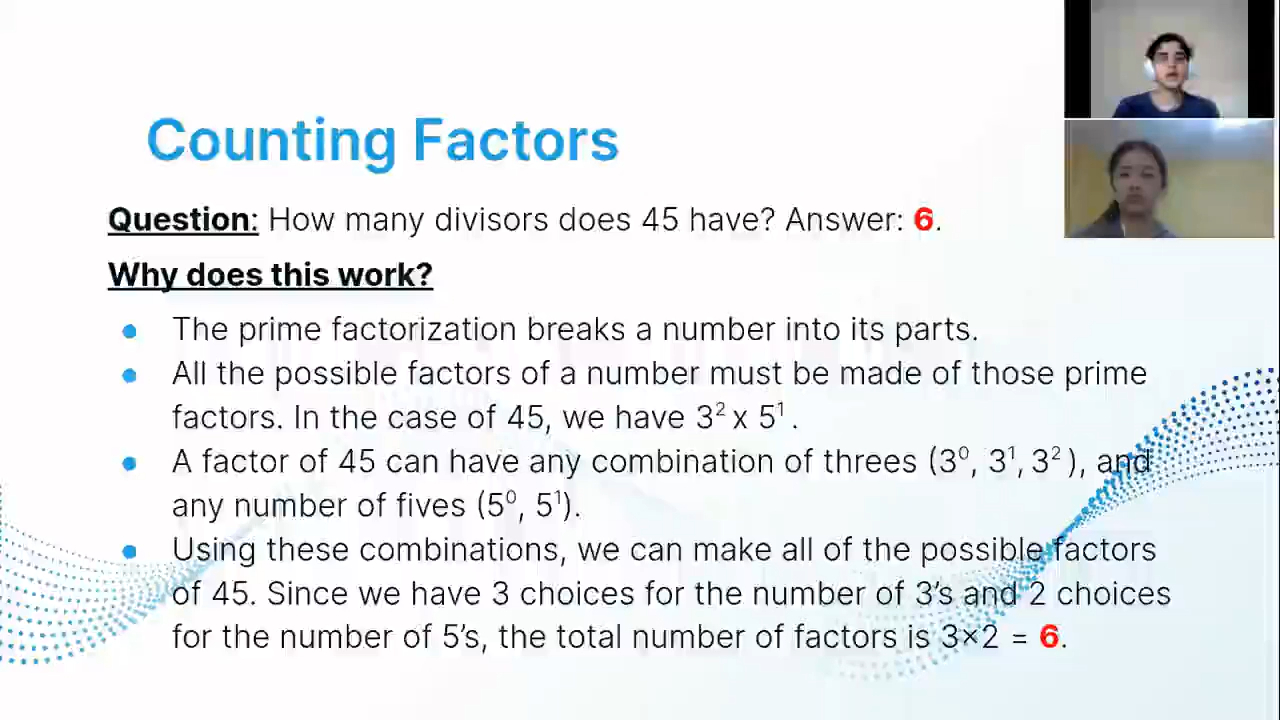 Counting Factors
Question: How many divisors does 45 have? Answer: 6.
Why does this work?
● The prime factorization breaks a number into its parts.
● All the possible factors of a number must be made of those prime
factors. In the case of 45, we have 3² x 5¹ .
● A factor of 45 can have any combination of threes (3⁰, 3¹, 3² ), and
any number of fives (5⁰, 5¹).
● Using these combinations, we can make all of the possible factors
of 45. Since we have 3 choices for the number of 3’s and 2 choices
for the number of 5’s, the total number of factors is 3×2 = 6.